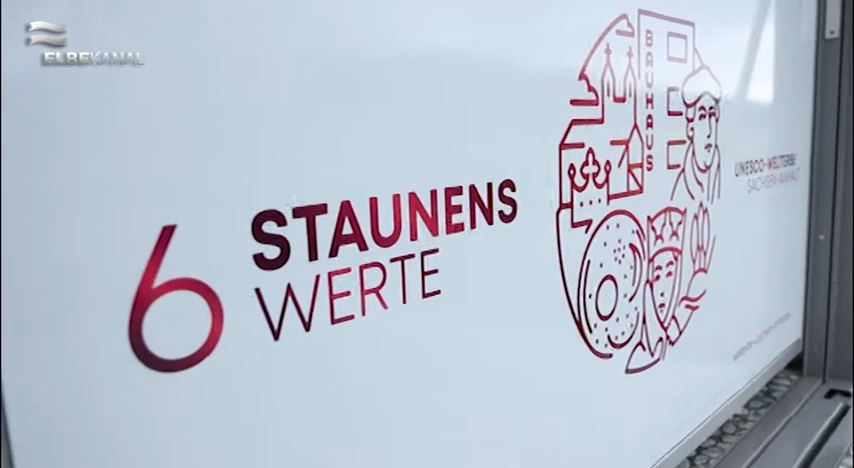 ELBEKANAL
6 STAUNENS
WERTE
BAUHAUS
UNESCO-WELTERBE
SACHSEN-ANHALT